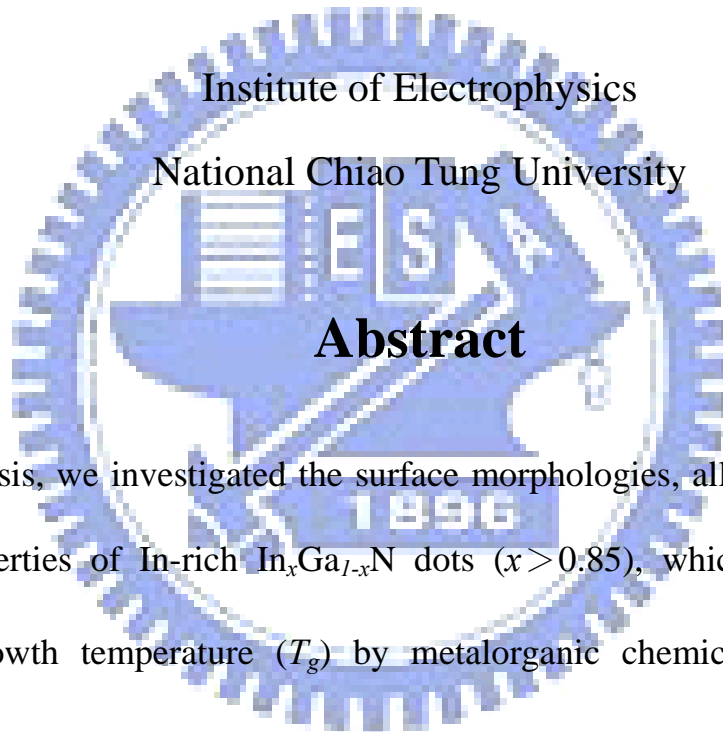 Institute of Electrophysics
National Chiao Tung University
E S A
Abstract
sis, we investigated the surface morphologies, all
1896
erties of In-rich InₓGa₁₋ₓN dots (x>0.85), whic
owth temperature (T_g) by metalorganic chemic